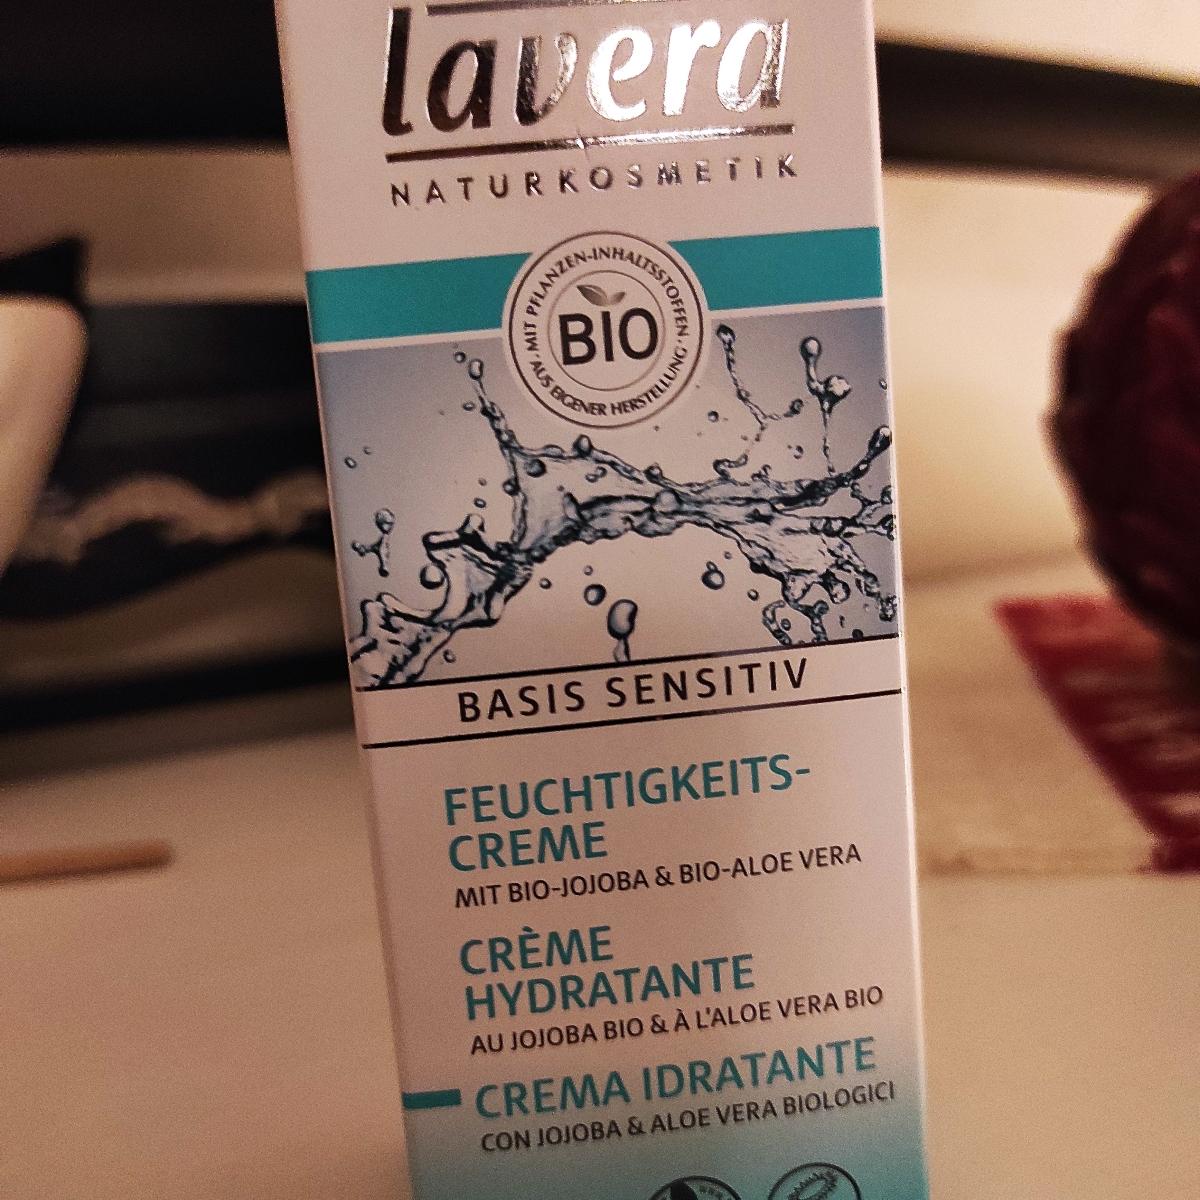 lavera
NATURKOSMETIK
MIT PFLANZEN-INHALTSSTOFFEN
BIO
AUS EIGENER HERSTELLUNG
BASIS SENSITIV
FEUCHTIGKEITS-
CREME
MIT BIO-JOJOBA & BIO-ALOE VERA
CRÈME
HYDRATANTE
AU JOJOBA BIO & À L'ALOE VERA BIO
CREMA IDRATANTE
CON JOJOBA & ALOE VERA BIOLOGICI